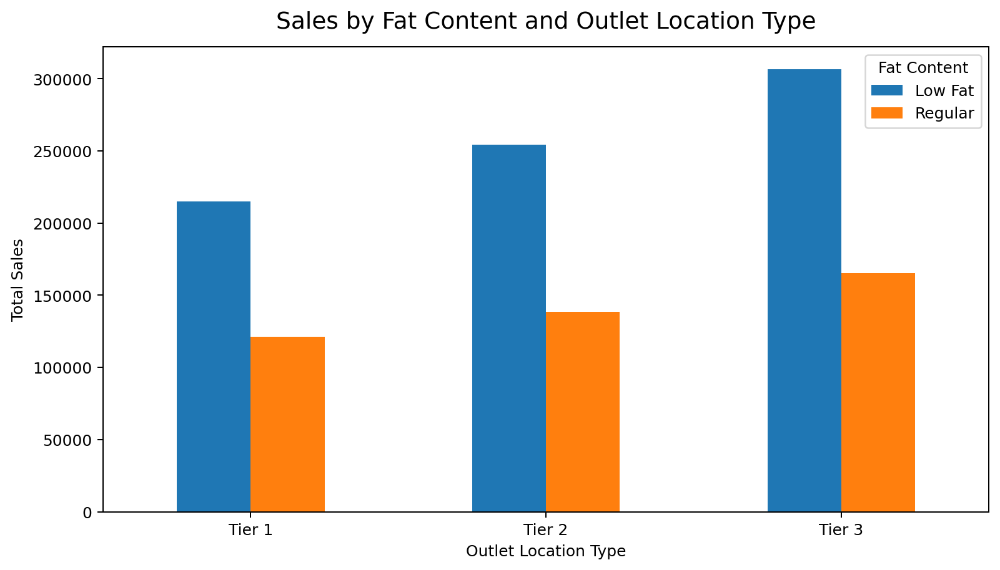 Sales by Fat Content and Outlet Location Type
Fat Content
Low Fat
Regular
Total Sales
300000
250000
200000
150000
100000
50000
0
Tier 1
Tier 2
Tier 3
Outlet Location Type